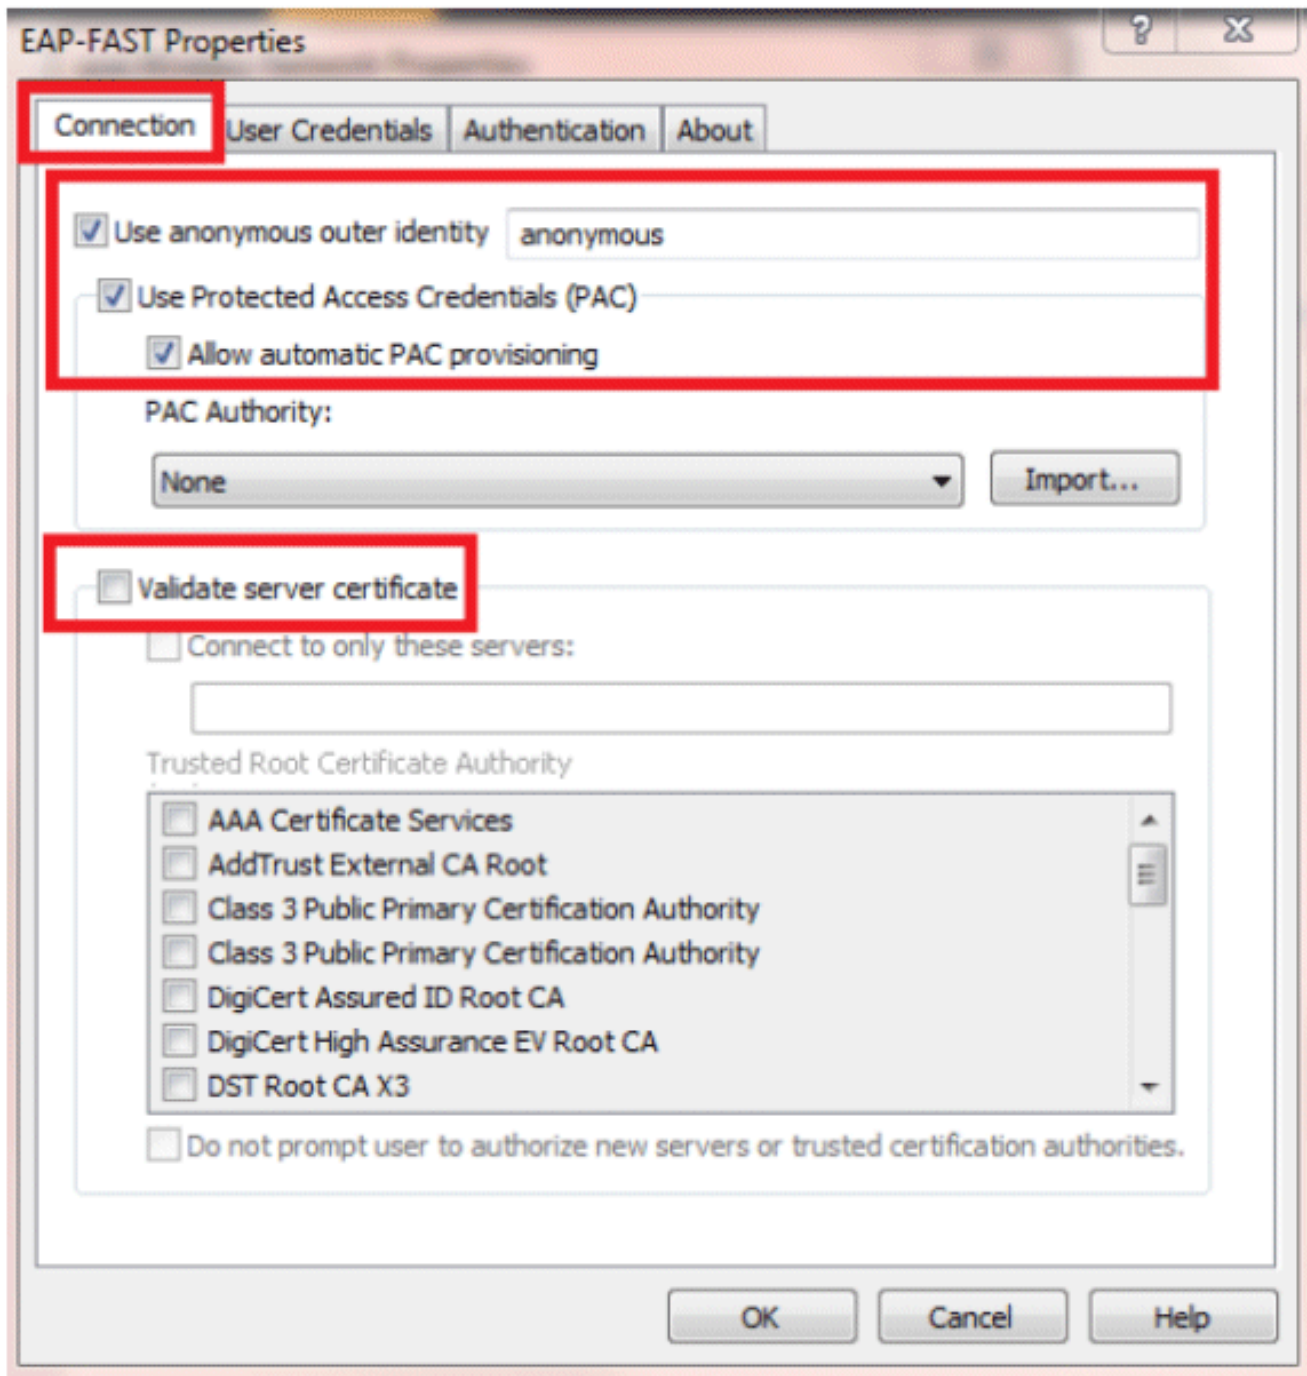 EAP-FAST Properties
Connection User Credentials Authentication About
Use anonymous outer identity anonymous
Use Protected Access Credentials (PAC)
Allow automatic PAC provisioning
PAC Authority:
None Import...
Validate server certificate
Connect to only these servers:
Trusted Root Certificate Authority
AAA Certificate Services
AddTrust External CA Root
Class 3 Public Primary Certification Authority
Class 3 Public Primary Certification Authority
DigiCert Assured ID Root CA
DigiCert High Assurance EV Root CA
DST Root CA X3
Do not prompt user to authorize new servers or trusted certification authorities.
OK Cancel Help